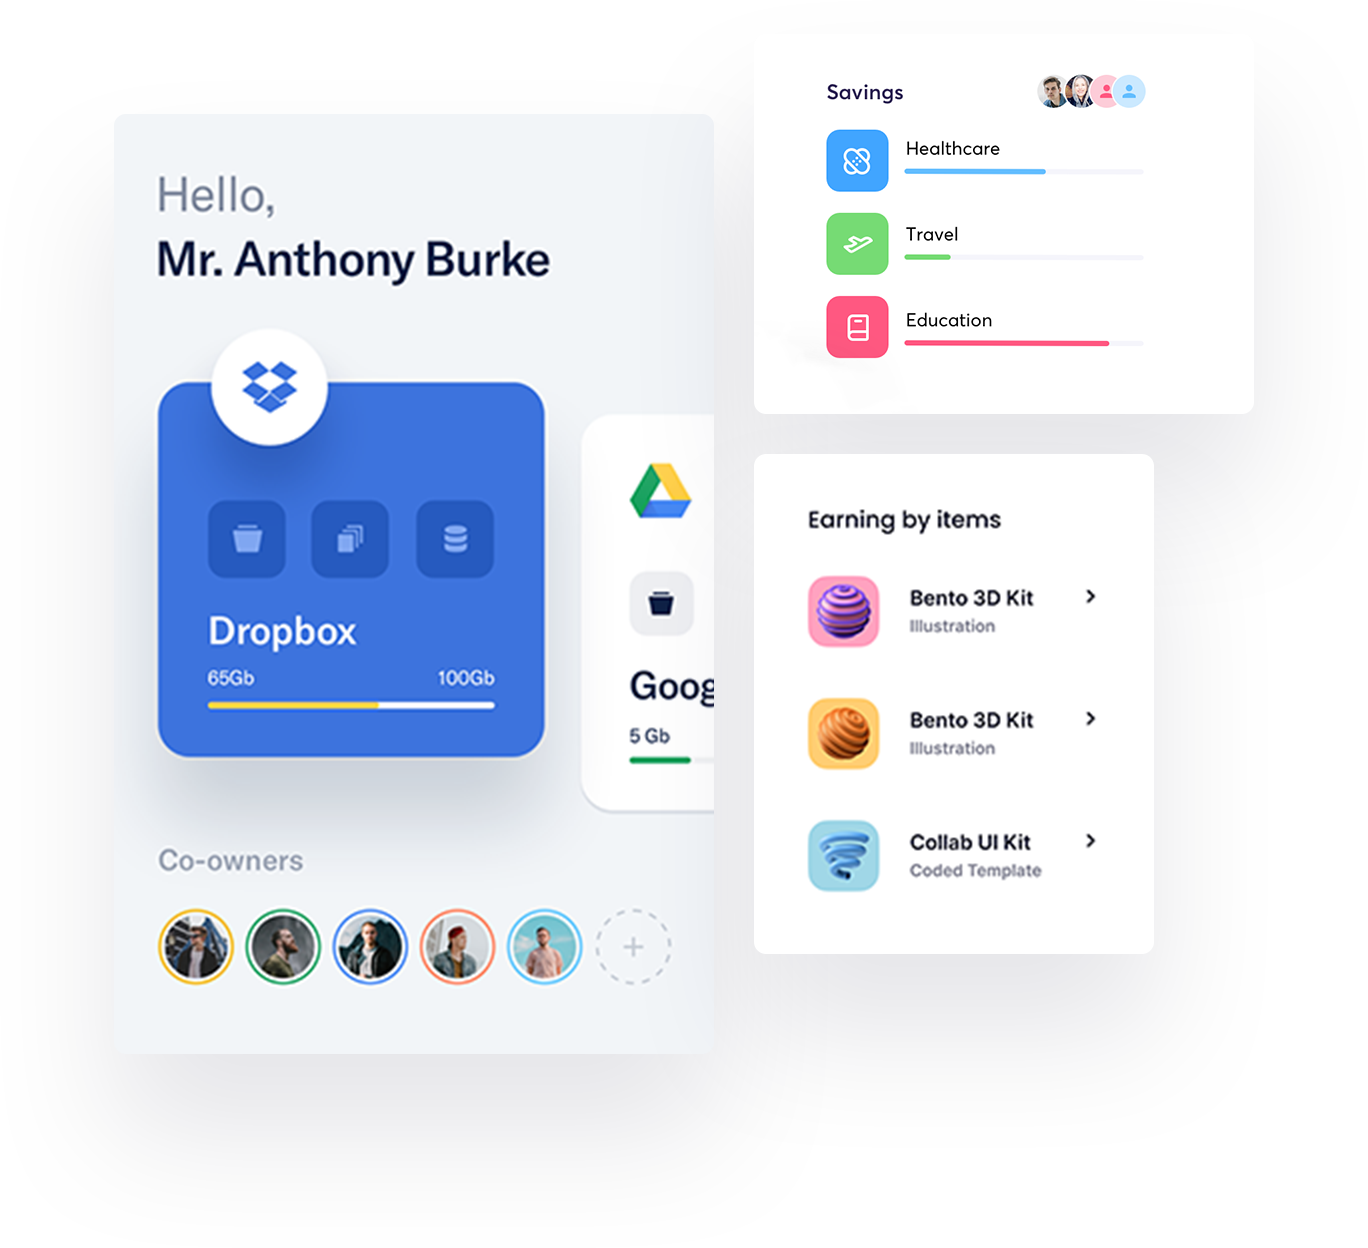 Hello,
Mr. Anthony Burke
Dropbox
65Gb 100Gb
Goog
5 Gb
Co-owners
Savings
Healthcare
Travel
Education
Earning by items
Bento 3D Kit
Illustration
Bento 3D Kit
Illustration
Collab UI Kit
Coded Template